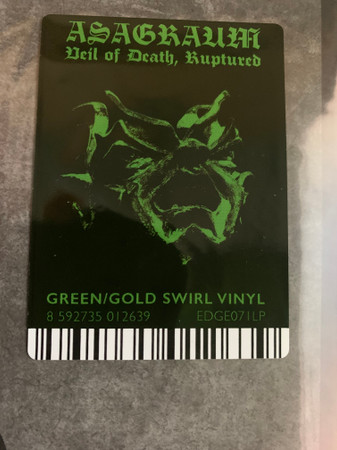 ASAGRAUM
Veil of Death, Ruptured
GREEN/GOLD SWIRL VINYL
8 592735 012639 EDGE071LP